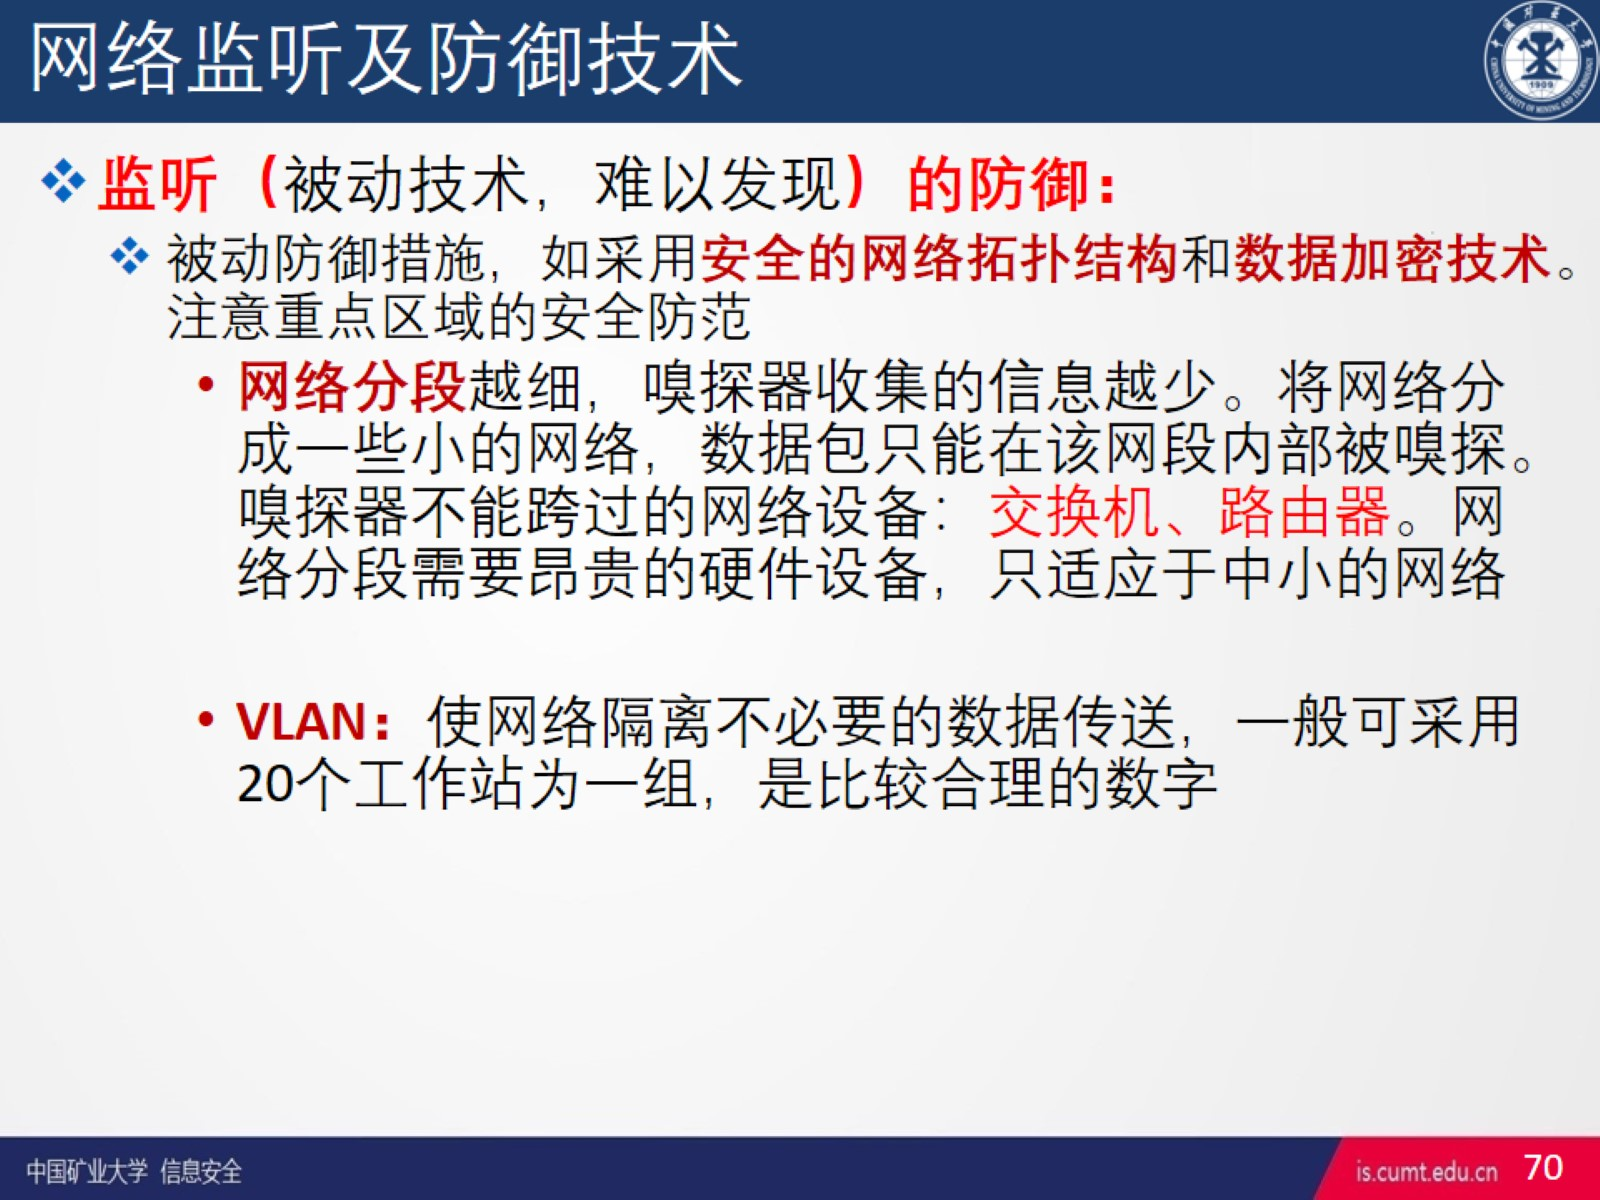 网络监听及防御技术
监听（被动技术，难以发现）的防御：
被动防御措施，如采用安全的网络拓扑结构和数据加密技术。
注意重点区域的安全防范
• 网络分段越细，嗅探器收集的信息越少。将网络分
成一些小的网络，数据包只能在该网段内部被嗅探。
嗅探器不能跨过的网络设备：交换机、路由器。网
络分段需要昂贵的硬件设备，只适应于中小的网络
• VLAN：使网络隔离不必要的数据传送，一般可采用
20个工作站为一组，是比较合理的数字
中国矿业大学 信息安全
is.cumt.edu.cn 70
CHINA UNIVERSITY OF MINING AND TECHNOLOGY
1909